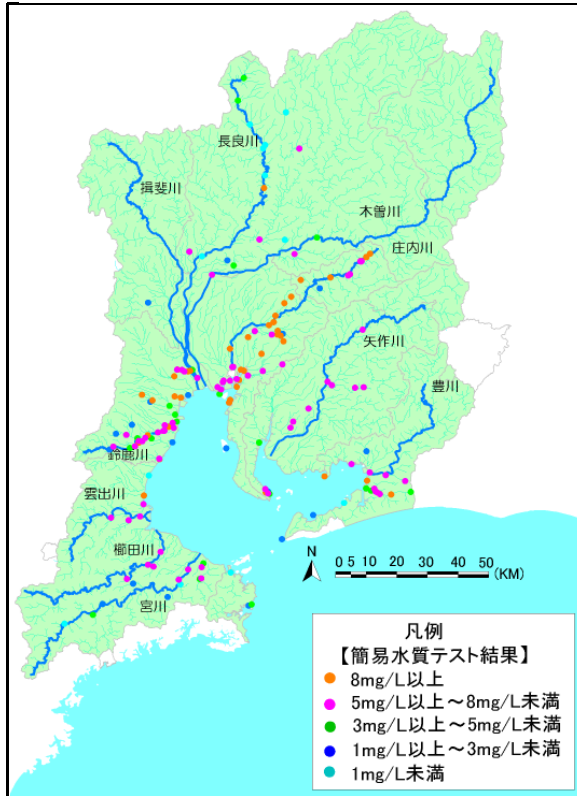 長良川
揖斐川
木曽川
庄内川
矢作川
豊川
鈴鹿川
雲出川
櫛田川
宮川
N
0 5 10 20 30 40 50
(KM)
凡例
【簡易水質テスト結果】
8mg/L以上
5mg/L以上～8mg/L未満
3mg/L以上～5mg/L未満
1mg/L以上～3mg/L未満
1mg/L未満